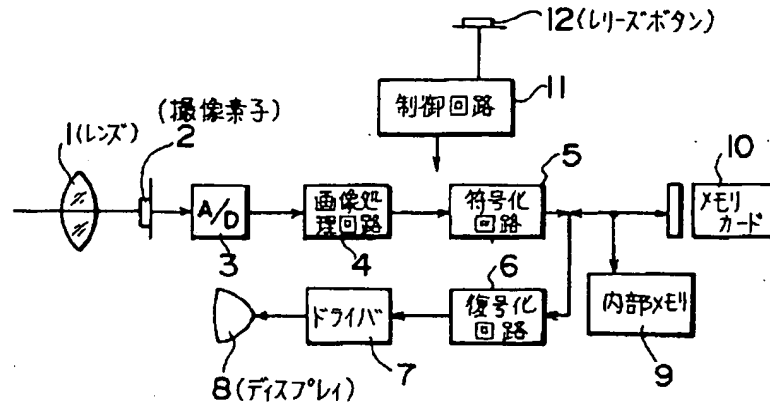 12(レリーズボタン)
制御回路
11
(撮像素子)
1(レンズ)
2
A/D
3
画像処
理回路
4
符号化
回路
5
メモリ
カード
10
8(ディスプレイ)
ドライバ
7
復号化
回路
6
内部メモリ
9